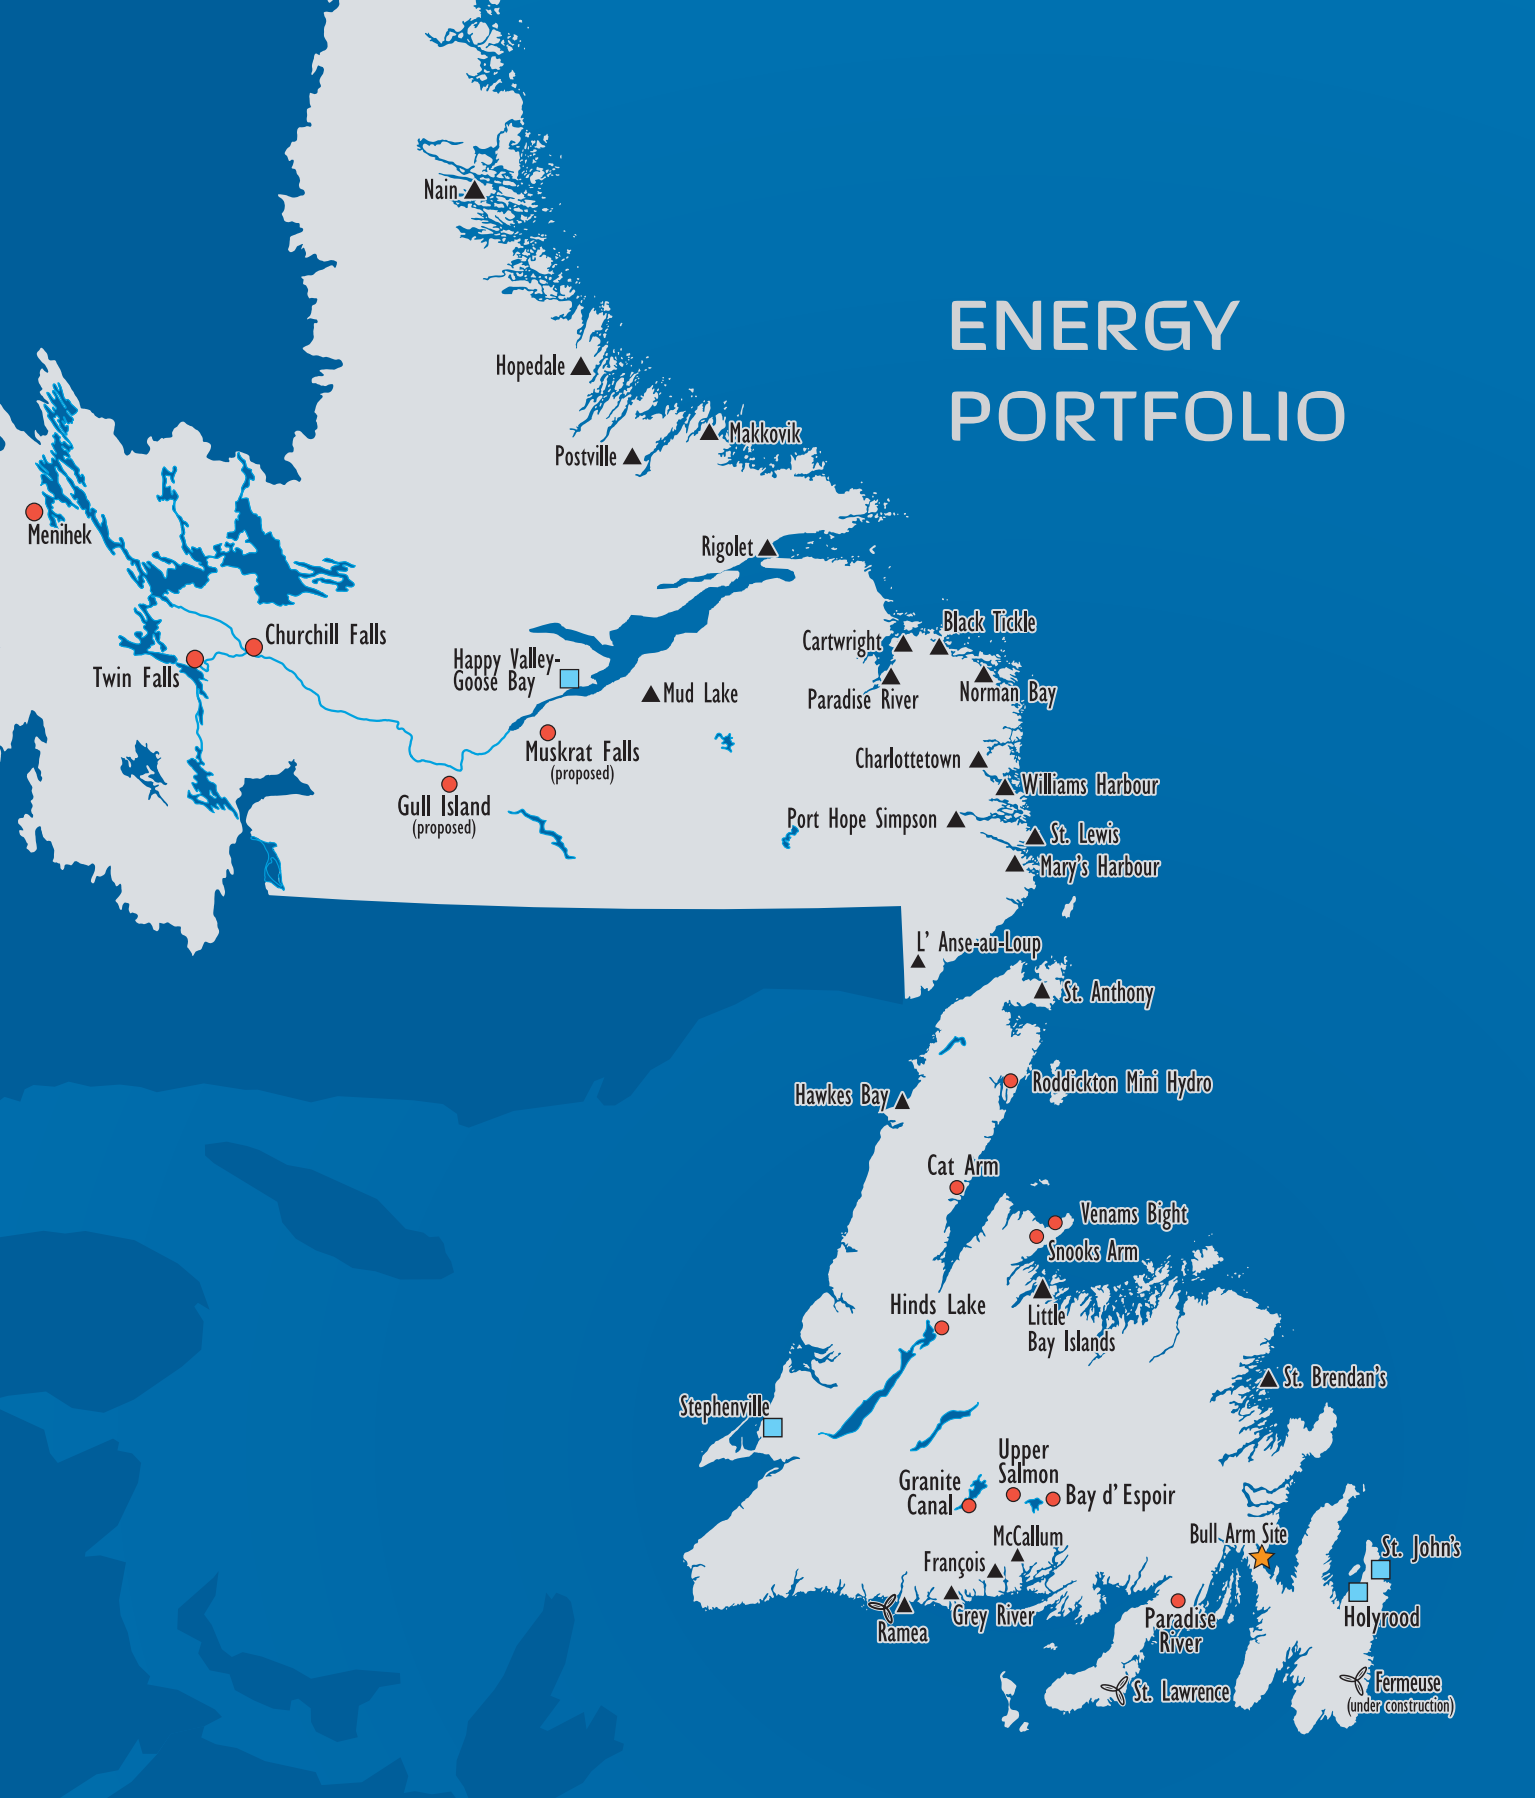 Nain
ENERGY
PORTFOLIO
Hopedale
Makkovik
Postville
Menihek
Rigolet
Black Tickle
Churchill Falls
Cartwright
Happy Valley-
Goose Bay
Twin Falls
Mud Lake
Paradise River
Norman Bay
Muskrat Falls
(proposed)
Charlottetown
Williams Harbour
Gull Island
(proposed)
Port Hope Simpson
St. Lewis
Mary's Harbour
L' Anse-au-Loup
St. Anthony
Roddickton Mini Hydro
Hawkes Bay
Cat Arm
Venams Bight
Snooks Arm
Hinds Lake
Little
Bay Islands
St. Brendan's
Stephenville
Upper
Salmon
Granite
Canal
Bay d' Espoir
McCallum
Bull Arm Site
St. John's
François
Grey River
Holyrood
Paradise
River
Ramea
Fermeuse
(under construction)
St. Lawrence